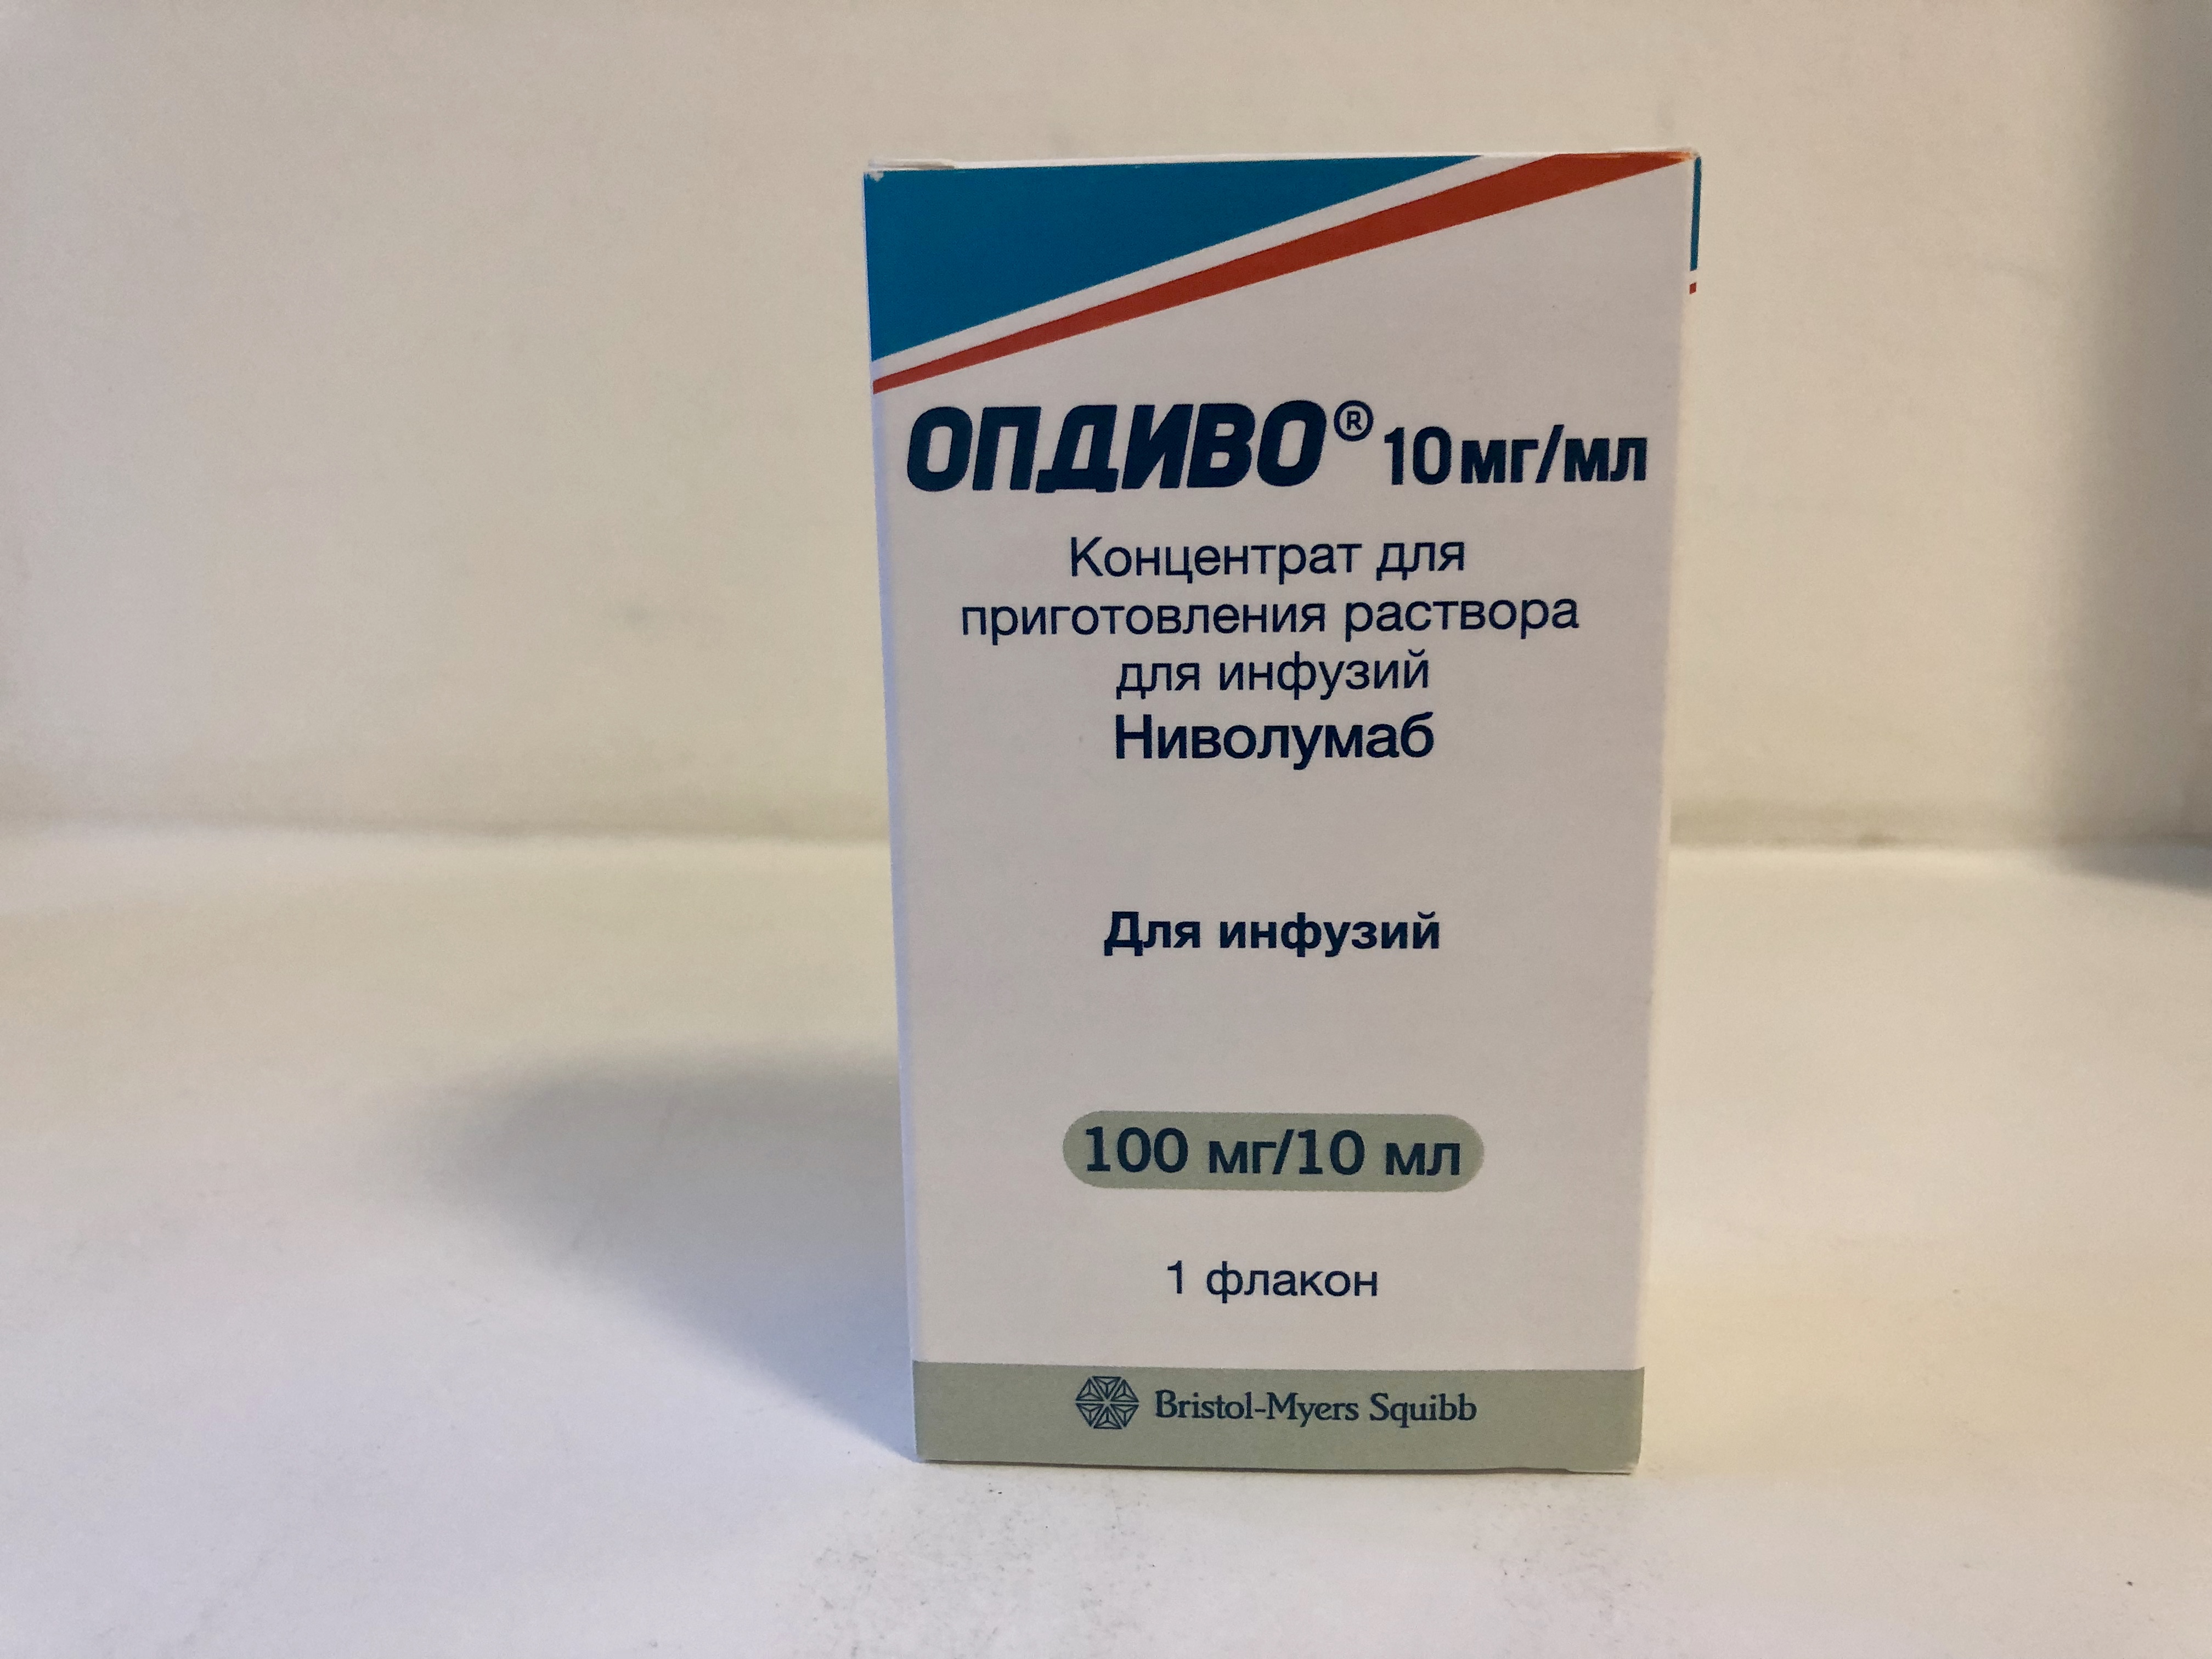 ОПДИВО® 10 мг/мл
Концентрат для
приготовления раствора
для инфузий
Ниволумаб
Для инфузий
100 мг/10 мл
1 флакон
Bristol-Myers Squibb